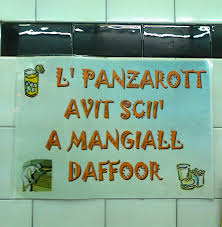 L' PANZAROTT
AVIT SCII'
A MANGIALL
DAFFOOR